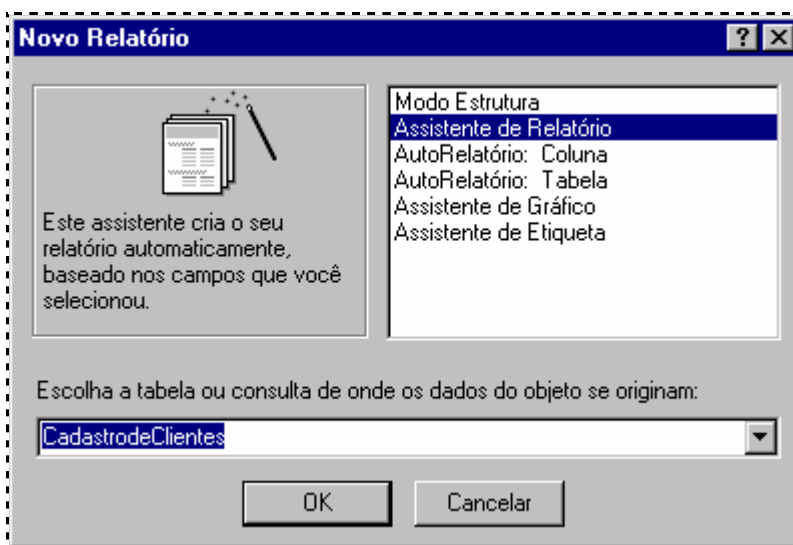 Novo Relatório
Modo Estrutura
Assistente de Relatório
AutoRelatório: Coluna
AutoRelatório: Tabela
Assistente de Gráfico
Assistente de Etiqueta
Este assistente cria o seu
relatório automaticamente,
baseado nos campos que você
selecionou.
Escolha a tabela ou consulta de onde os dados do objeto se originam:
CadastrodeClientes
OK
Cancelar